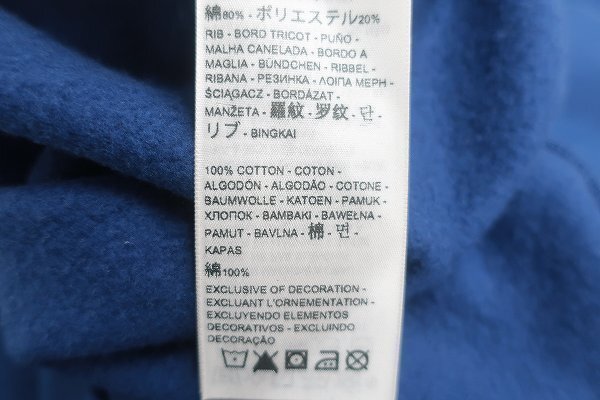 綿80% - ポリエステル20%
RIB - BORD TRICOT - PUÑO -
MALHA CANELADA - BORDO A
MAGLIA - BÜNDCHEN - RIBBEL -
RIBANA - РЕЗИНКА - ΛΟΙΠΑ ΜΕΡΗ -
ŚCIĄGACZ - BORDÁZAT -
MANŽETA - 羅紋 - 罗纹 - 단 -
リブ - BINGKAI
100% COTTON - COTON -
ALGODÓN - ALGODÃO - COTONE -
BAUMWOLLE - KATOEN - PAMUK -
ХЛОПОК - BAMBAKI - BAWEŁNA -
PAMUT - BAVLNA - 棉 - 면 -
KAPAS
綿100%
EXCLUSIVE OF DECORATION -
EXCLUANT L'ORNEMENTATION -
EXCLUYENDO ELEMENTOS
DECORATIVOS - EXCLUINDO
DECORAÇÃO